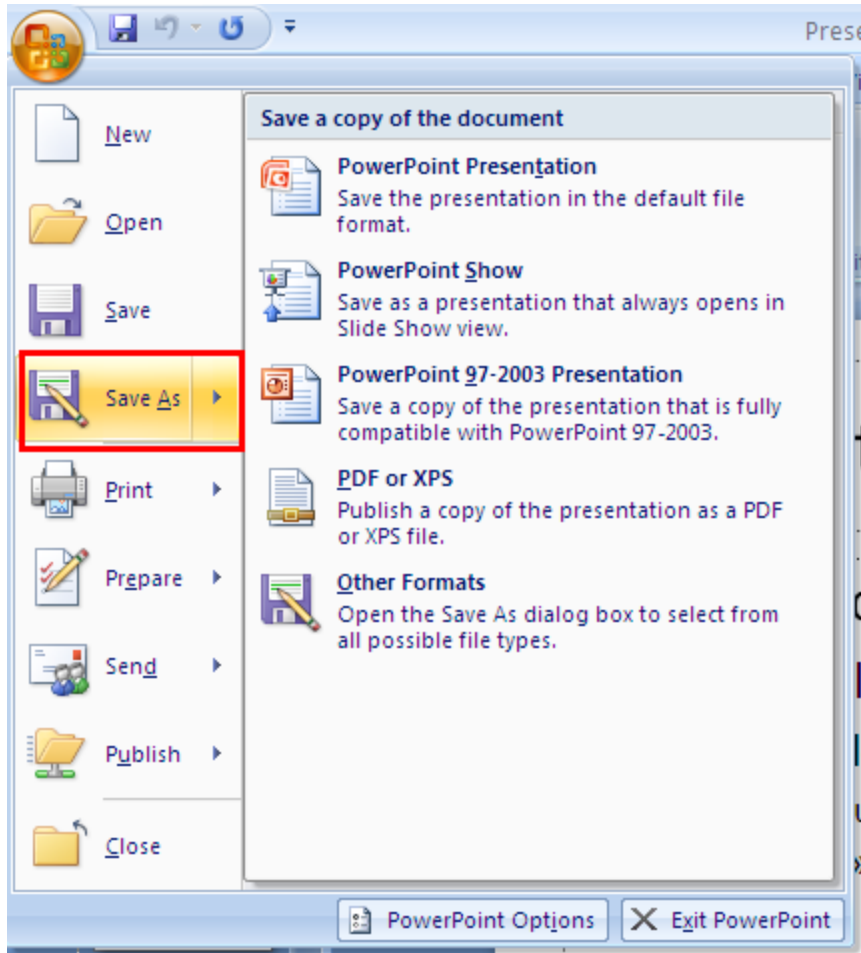 Prese
New
Open
Save
Save As
Print
Prepare
Send
Publish
Close
Save a copy of the document
PowerPoint Presentation
Save the presentation in the default file
format.
PowerPoint Show
Save as a presentation that always opens in
Slide Show view.
PowerPoint 97-2003 Presentation
Save a copy of the presentation that is fully
compatible with PowerPoint 97-2003.
PDF or XPS
Publish a copy of the presentation as a PDF
or XPS file.
Other Formats
Open the Save As dialog box to select from
all possible file types.
PowerPoint Options
Exit PowerPoint